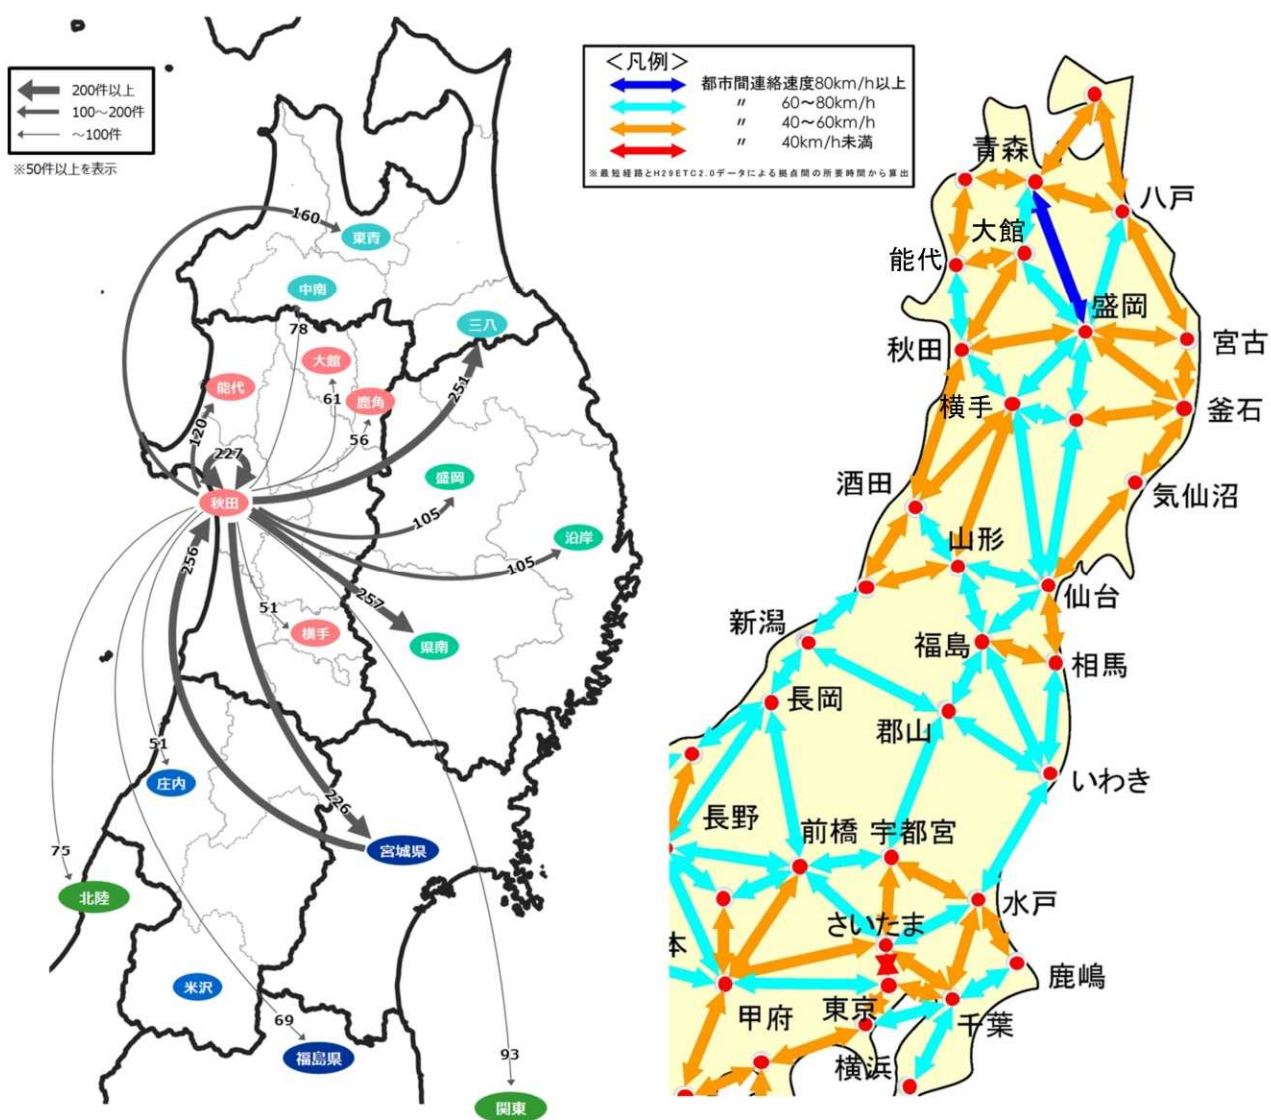 200件以上
100～200件
～100件
※50件以上を表示
160
東青
中南
78
三八
大館
能代
61
鹿角
251
120
56
227
盛岡
秋田
105
沿岸
256
105
257
51
横手
県南
51
庄内
226
宮城県
75
北陸
米沢
69
福島県
93
関東
＜凡例＞
都市間連絡速度80km/h以上
〃 60～80km/h
〃 40～60km/h
〃 40km/h未満
※最短経路とH29ETC2.0データによる拠点間の所要時間から算出
青森
八戸
大館
能代
盛岡
秋田
宮古
横手
釜石
酒田
気仙沼
山形
仙台
新潟
福島
相馬
長岡
郡山
いわき
長野
前橋 宇都宮
水戸
さいたま
本
鹿嶋
甲府
東京
千葉
横浜